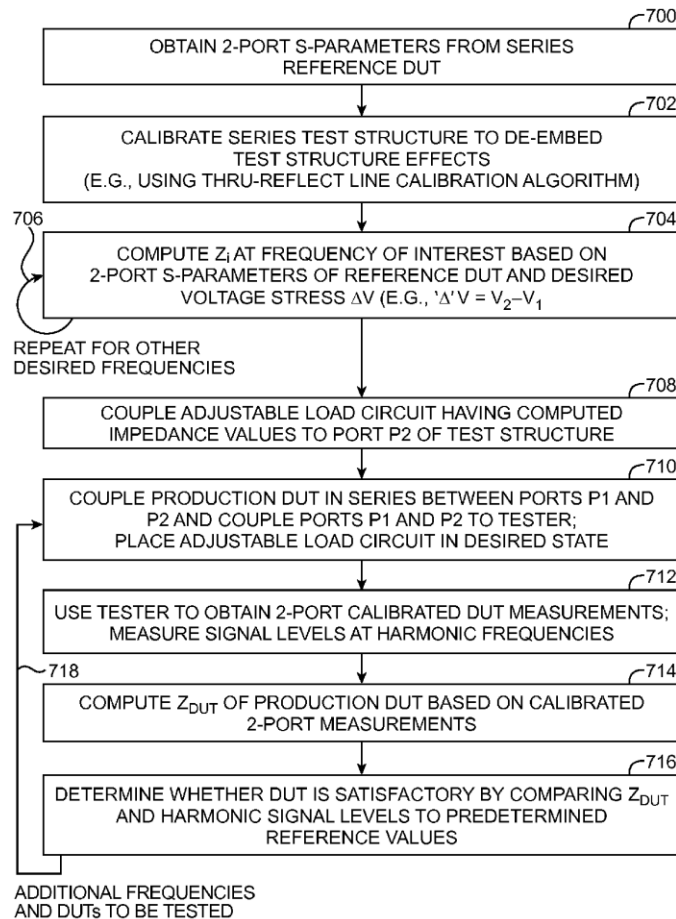 700
OBTAIN 2-PORT S-PARAMETERS FROM SERIES
REFERENCE DUT
702
CALIBRATE SERIES TEST STRUCTURE TO DE-EMBED
TEST STRUCTURE EFFECTS
(E.G., USING THRU-REFLECT LINE CALIBRATION ALGORITHM)
706
704
COMPUTE Zi AT FREQUENCY OF INTEREST BASED ON
2-PORT S-PARAMETERS OF REFERENCE DUT AND DESIRED
VOLTAGE STRESS ΔV (E.G., 'Δ' V = V2–V1
REPEAT FOR OTHER
DESIRED FREQUENCIES
708
COUPLE ADJUSTABLE LOAD CIRCUIT HAVING COMPUTED
IMPEDANCE VALUES TO PORT P2 OF TEST STRUCTURE
710
COUPLE PRODUCTION DUT IN SERIES BETWEEN PORTS P1 AND
P2 AND COUPLE PORTS P1 AND P2 TO TESTER;
PLACE ADJUSTABLE LOAD CIRCUIT IN DESIRED STATE
712
USE TESTER TO OBTAIN 2-PORT CALIBRATED DUT MEASUREMENTS;
MEASURE SIGNAL LEVELS AT HARMONIC FREQUENCIES
718
714
COMPUTE ZDUT OF PRODUCTION DUT BASED ON CALIBRATED
2-PORT MEASUREMENTS
716
DETERMINE WHETHER DUT IS SATISFACTORY BY COMPARING ZDUT
AND HARMONIC SIGNAL LEVELS TO PREDETERMINED
REFERENCE VALUES
ADDITIONAL FREQUENCIES
AND DUTs TO BE TESTED